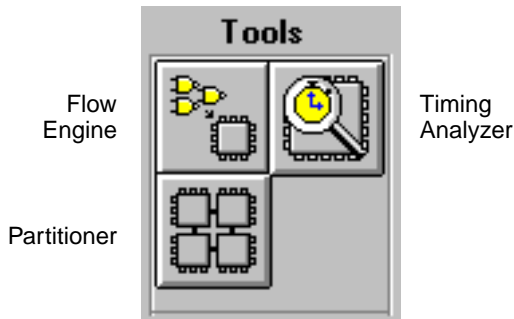 Tools
Flow
Engine
Timing
Analyzer
Partitioner